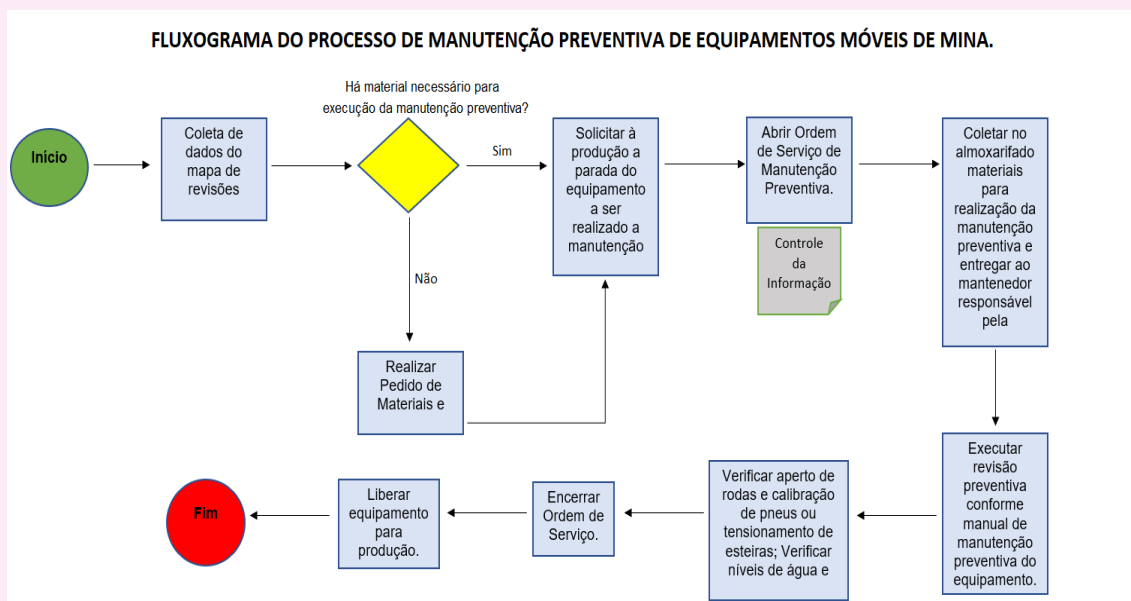 FLUXOGRAMA DO PROCESSO DE MANUTENÇÃO PREVENTIVA DE EQUIPAMENTOS MÓVEIS DE MINA.
Início
Coleta de
dados do
mapa de
revisões
Há material necessário para
execução da manutenção preventiva?
Sim
Não
Realizar
Pedido de
Materiais e
Solicitar à
produção a
parada do
equipamento
a ser
realizado a
manutenção
Abrir Ordem
de Serviço de
Manutenção
Preventiva.
Controle
da
Informação
Coletar no
almoxarifado
materiais
para
realização da
manutenção
preventiva e
entregar ao
mantenedor
responsável
pela
Executar
revisão
preventiva
conforme
manual de
manutenção
preventiva do
equipamento.
Verificar aperto de
rodas e calibração
de pneus ou
tensionamento de
esteiras; Verificar
níveis de água e
Encerrar
Ordem de
Serviço.
Liberar
equipamento
para
produção.
Fim